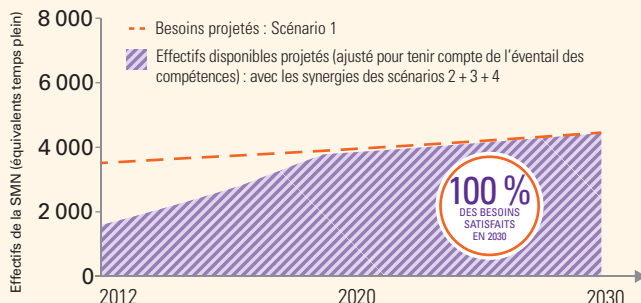 Effectifs de la SMN (équivalents temps plein)
8 000
6 000
4 000
2 000
0
Besoins projetés : Scénario 1
Effectifs disponibles projetés (ajusté pour tenir compte de l’éventail des
compétences) : avec les synergies des scénarios 2 + 3 + 4
100 %
DES BESOINS
SATISFAITS
EN 2030
2012
2020
2030